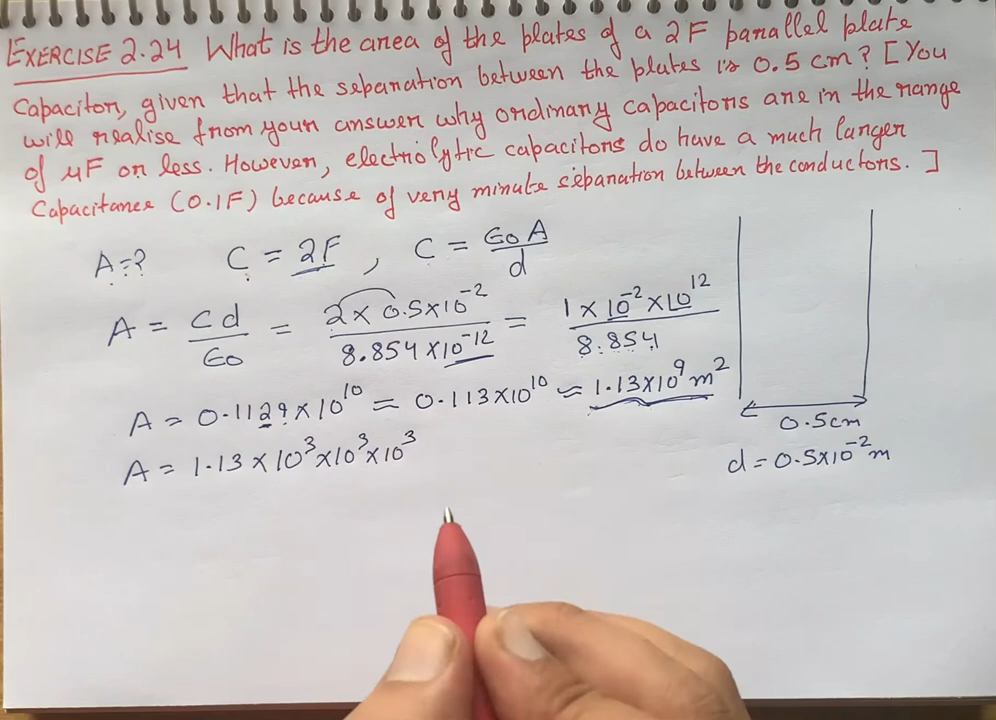 EXERCISE 2.24 What is the area of the plates of a 2F parallel plate
capacitor, given that the separation between the plates is 0.5 cm? [You
will realise from your answer why ordinary capacitors are in the range
of μF or less. However, electrolytic capacitors do have a much larger
Capacitance (0.1F) because of very minute separation between the conductors. ]
A=? C = 2F , C = ε0 A / d
A = Cd / ε0 = 2 × 0.5×10⁻² / 8.854 ×10⁻¹² = 1 × 10⁻² × 10¹² / 8.854
A = 0.1129 × 10¹⁰ = 0.113×10¹⁰ ≈ 1.13×10⁹ m²
0.5cm
A = 1.13 × 10³ × 10³ × 10³
d = 0.5×10⁻² m